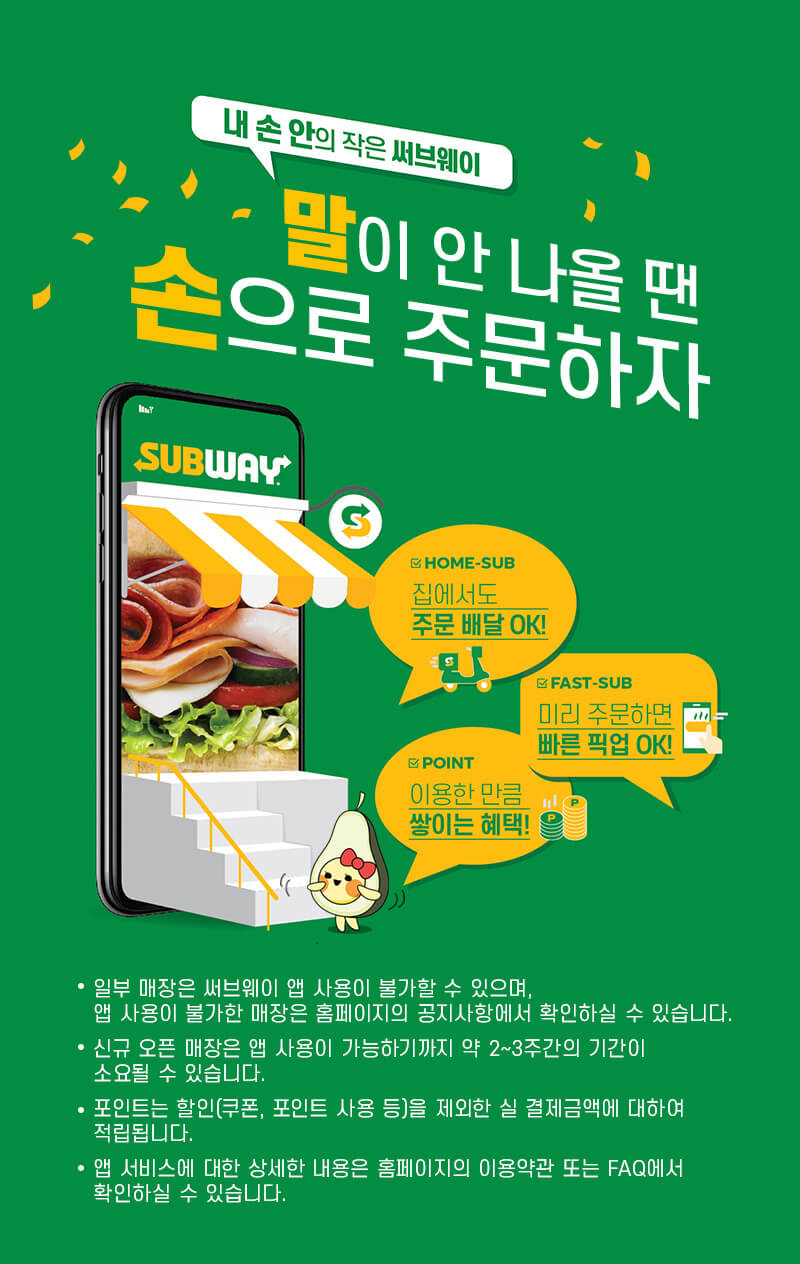 내 손 안의 작은 써브웨이
말이 안 나올 땐
손으로 주문하자
SUBWAY
S
HOME-SUB
집에서도
주문 배달 OK!
S
FAST-SUB
미리 주문하면
빠른 픽업 OK!
POINT
이용한 만큼
쌓이는 혜택!
P
P
• 일부 매장은 써브웨이 앱 사용이 불가할 수 있으며,
앱 사용이 불가한 매장은 홈페이지의 공지사항에서 확인하실 수 있습니다.
• 신규 오픈 매장은 앱 사용이 가능하기까지 약 2~3주간의 기간이
소요될 수 있습니다.
• 포인트는 할인(쿠폰, 포인트 사용 등)을 제외한 실 결제금액에 대하여
적립됩니다.
• 앱 서비스에 대한 상세한 내용은 홈페이지의 이용약관 또는 FAQ에서
확인하실 수 있습니다.